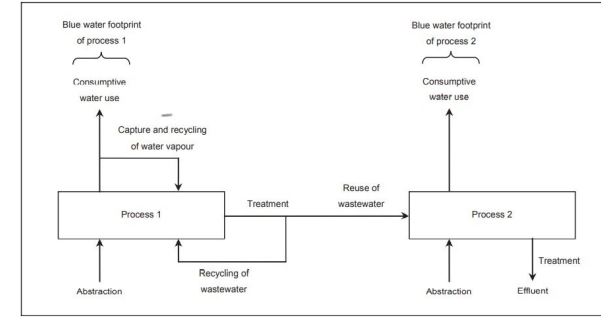 Blue water footprint
of process 1
Blue water footprint
of process 2
Consumptive
water use
Consumptive
water use
Capture and recycling
of water vapour
Process 1
Treatment
Reuse of
wastewater
Process 2
Recycling of
wastewater
Treatment
Abstraction
Abstraction
Effluent